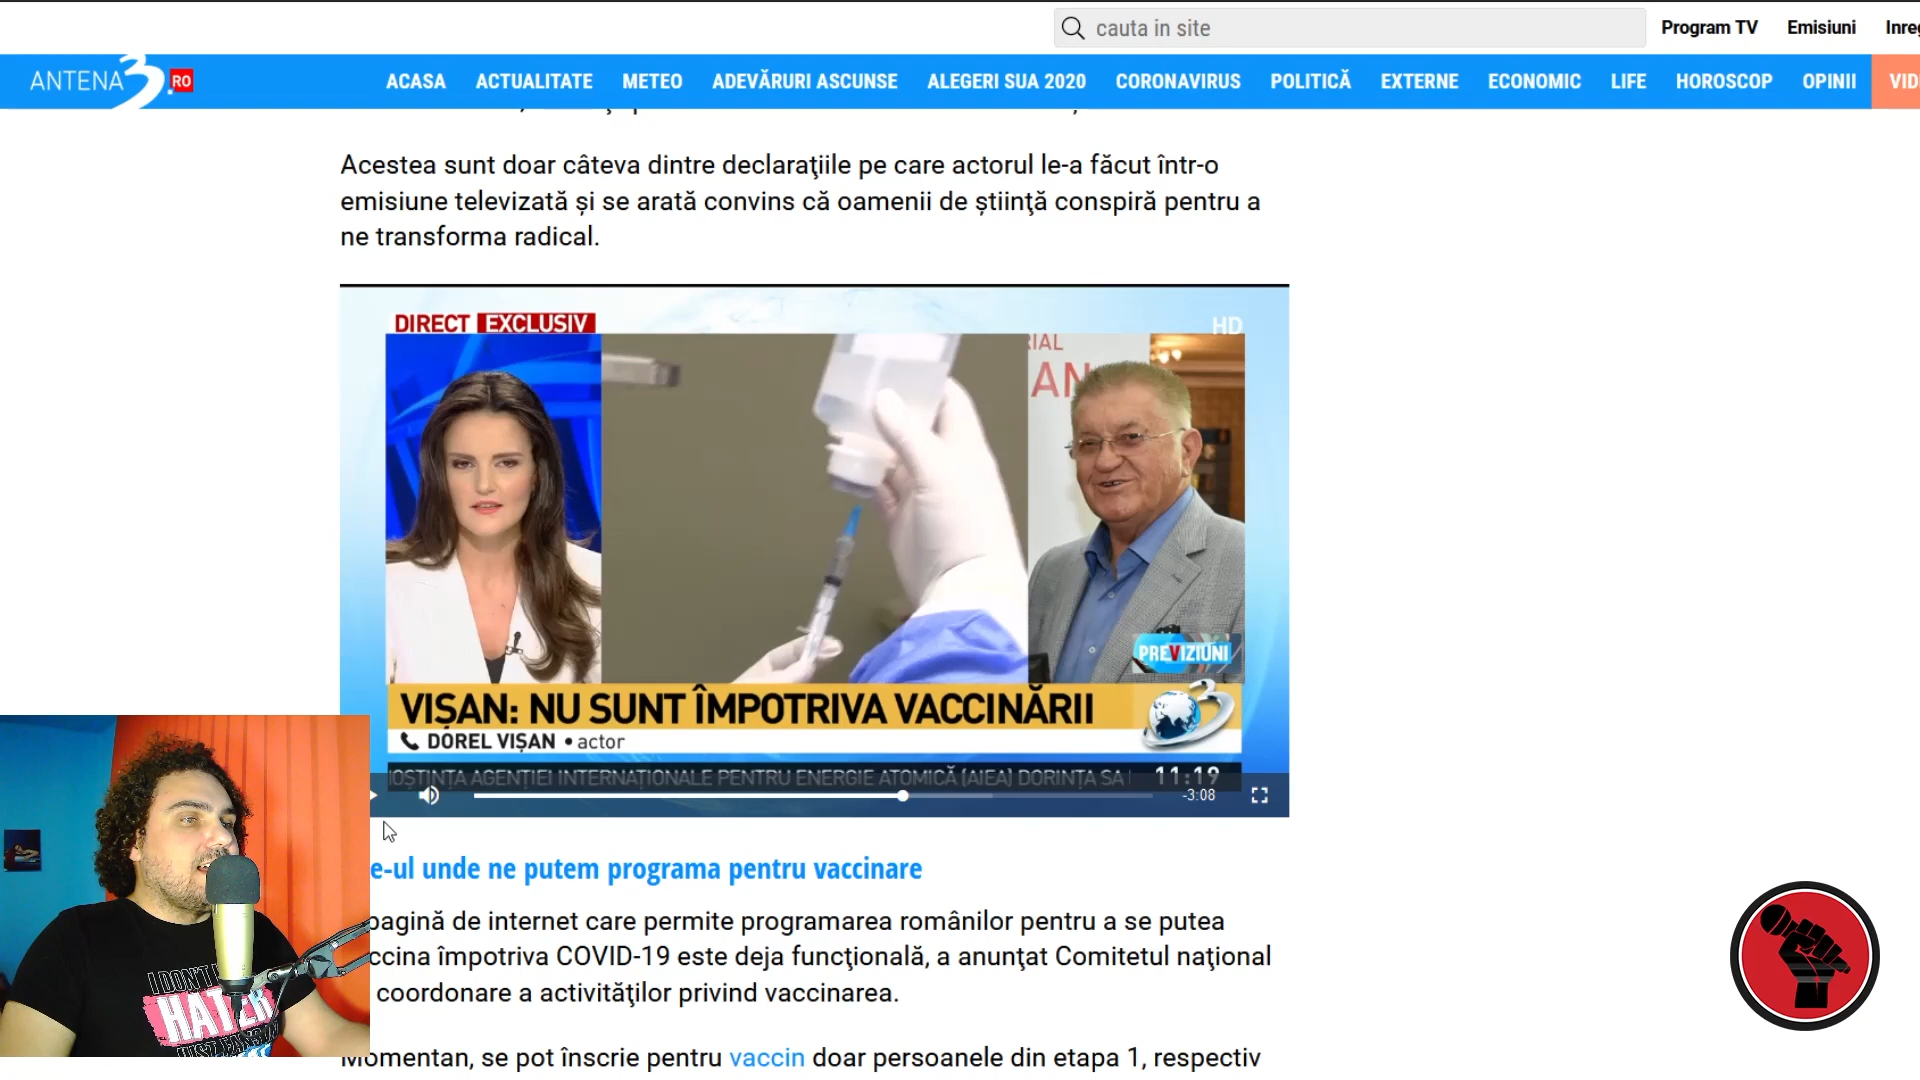 cauta in site
Program TV
Emisiuni
ANTENA 3 .RO
ACASA
ACTUALITATE
METEO
ADEVĂRURI ASCUNSE
ALEGERI SUA 2020
CORONAVIRUS
POLITICĂ
EXTERNE
ECONOMIC
LIFE
HOROSCOP
OPINII
Acestea sunt doar câteva dintre declaraţiile pe care actorul le-a făcut într-o
emisiune televizată și se arată convins că oamenii de știinţă conspiră pentru a
ne transforma radical.
DIRECT EXCLUSIV
HD
PREVIZIUNI
VIȘAN: NU SUNT ÎMPOTRIVA VACCINĂRII
DOREL VIȘAN • actor
AGENȚIEI INTERNAȚIONALE PENTRU ENERGIE ATOMICĂ (AIEA) DORINȚA SA
11:19
-3:08
e-ul unde ne putem programa pentru vaccinare
pagină de internet care permite programarea românilor pentru a se putea
ccina împotriva COVID-19 este deja funcţională, a anunţat Comitetul naţional
coordonare a activităţilor privind vaccinarea.
Momentan, se pot înscrie pentru vaccin doar persoanele din etapa 1, respectiv
I DON'T
HATER